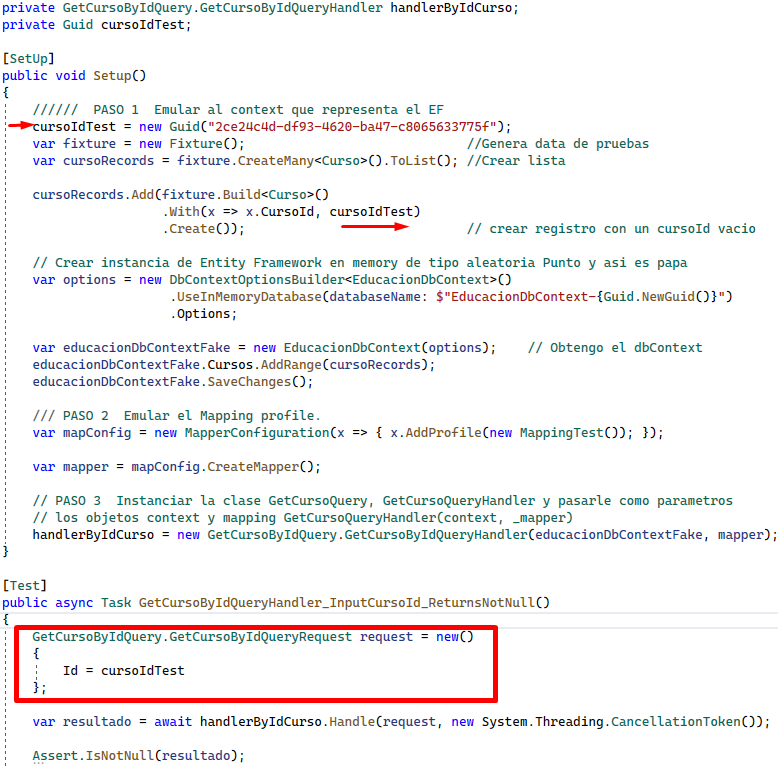 private GetCursoByIdQuery.GetCursoByIdQueryHandler handlerByIdCurso;
private Guid cursoIdTest;
[SetUp]
public void Setup()
{
////// PASO 1 Emular al context que representa el EF
cursoIdTest = new Guid("2ce24c4d-df93-4620-ba47-c8065633775f");
var fixture = new Fixture(); //Genera data de pruebas
var cursoRecords = fixture.CreateMany<Curso>().ToList(); //Crear lista
cursoRecords.Add(fixture.Build<Curso>()
.With(x => x.CursoId, cursoIdTest)
.Create()); // crear registro con un cursoId vacio
// Crear instancia de Entity Framework en memory de tipo aleatoria Punto y asi es papa
var options = new DbContextOptionsBuilder<EducacionDbContext>()
.UseInMemoryDatabase(databaseName: $"EducacionDbContext-{Guid.NewGuid()}")
.Options;
var educacionDbContextFake = new EducacionDbContext(options); // Obtengo el dbContext
educacionDbContextFake.Cursos.AddRange(cursoRecords);
educacionDbContextFake.SaveChanges();
/// PASO 2 Emular el Mapping profile.
var mapConfig = new MapperConfiguration(x => { x.AddProfile(new MappingTest()); });
var mapper = mapConfig.CreateMapper();
// PASO 3 Instanciar la clase GetCursoQuery, GetCursoQueryHandler y pasarle como parametros
// los objetos context y mapping GetCursoQueryHandler(context, _mapper)
handlerByIdCurso = new GetCursoByIdQuery.GetCursoByIdQueryHandler(educacionDbContextFake, mapper);
}
[Test]
public async Task GetCursoByIdQueryHandler_InputCursoId_ReturnsNotNull()
{
GetCursoByIdQuery.GetCursoByIdQueryRequest request = new()
{
Id = cursoIdTest
};
var resultado = await handlerByIdCurso.Handle(request, new System.Threading.CancellationToken());
Assert.IsNotNull(resultado);